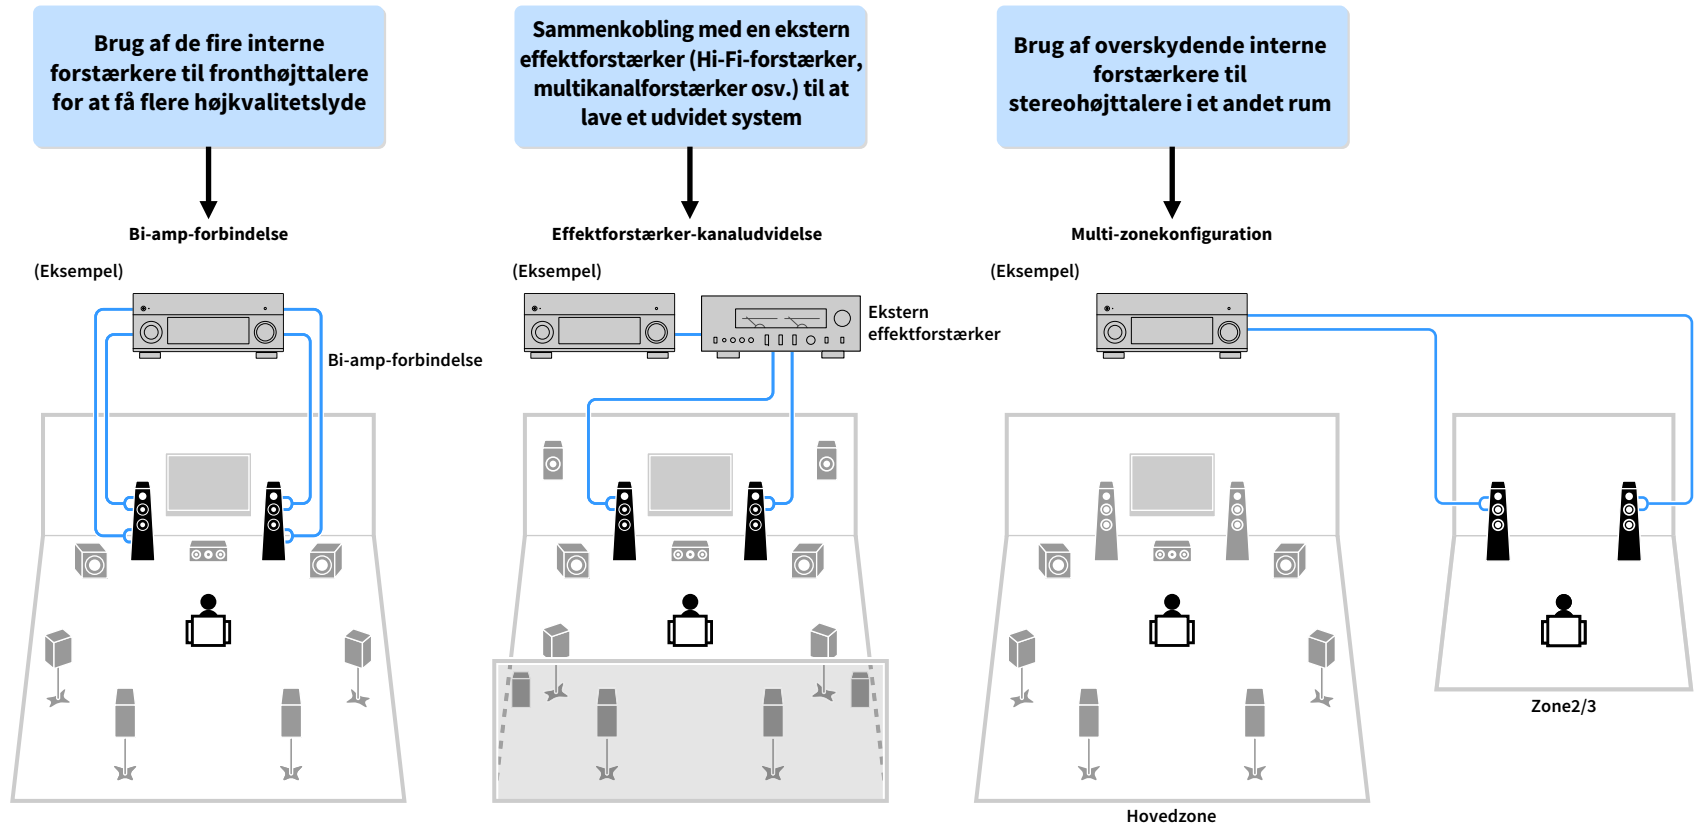 Brug af de fire interne
forstærkere til fronthøjttalere
for at få flere højkvalitetslyde
Sammenkobling med en ekstern
effektforstærker (Hi-Fi-forstærker,
multikanalforstærker osv.) til at
lave et udvidet system
Brug af overskydende interne
forstærkere til
stereohøjttalere i et andet rum
Bi-amp-forbindelse
Effektforstærker-kanaludvidelse
Multi-zonekonfiguration
(Eksempel)
(Eksempel)
(Eksempel)
Bi-amp-forbindelse
Ekstern
effektforstærker
Zone2/3
Hovedzone